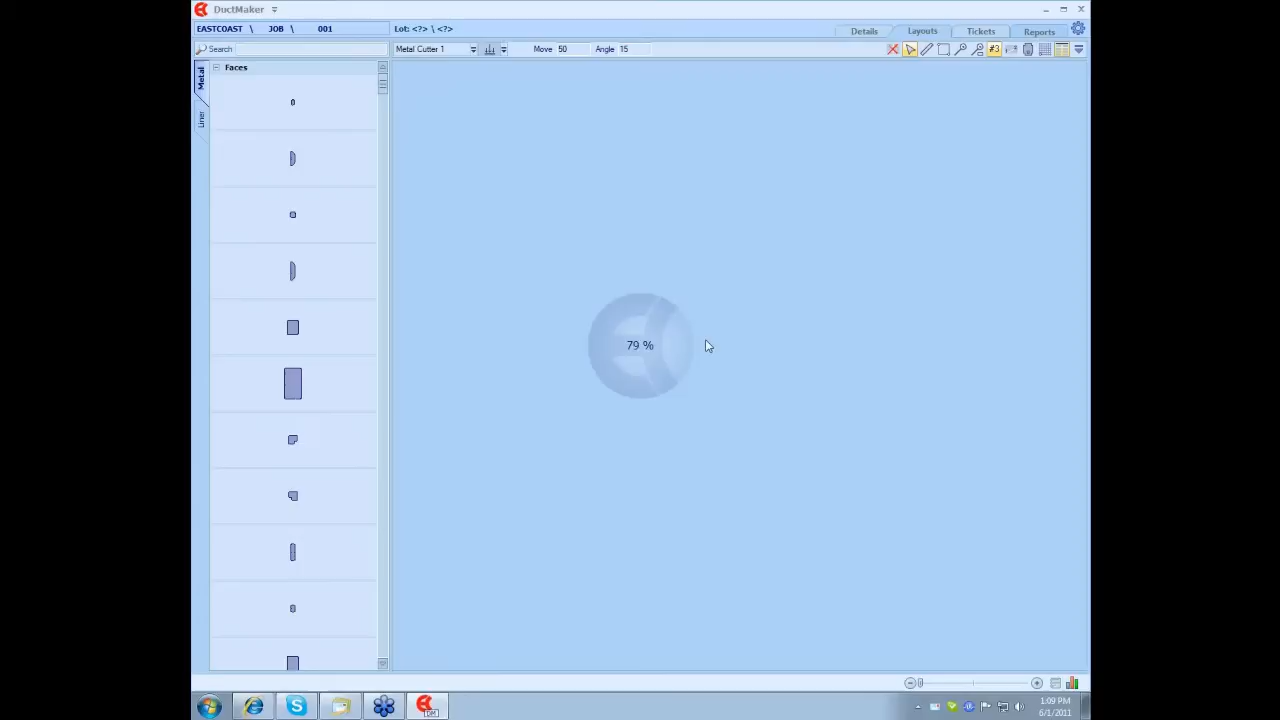 DuctMaker
EASTCOAST \ JOB \ 001 Lot: <?> \ <?> Details Layouts Tickets Reports
Search Metal Cutter 1 Move 50 Angle 15 #3
Metal Faces
Liner
79 %
1:09 PM
6/1/2011